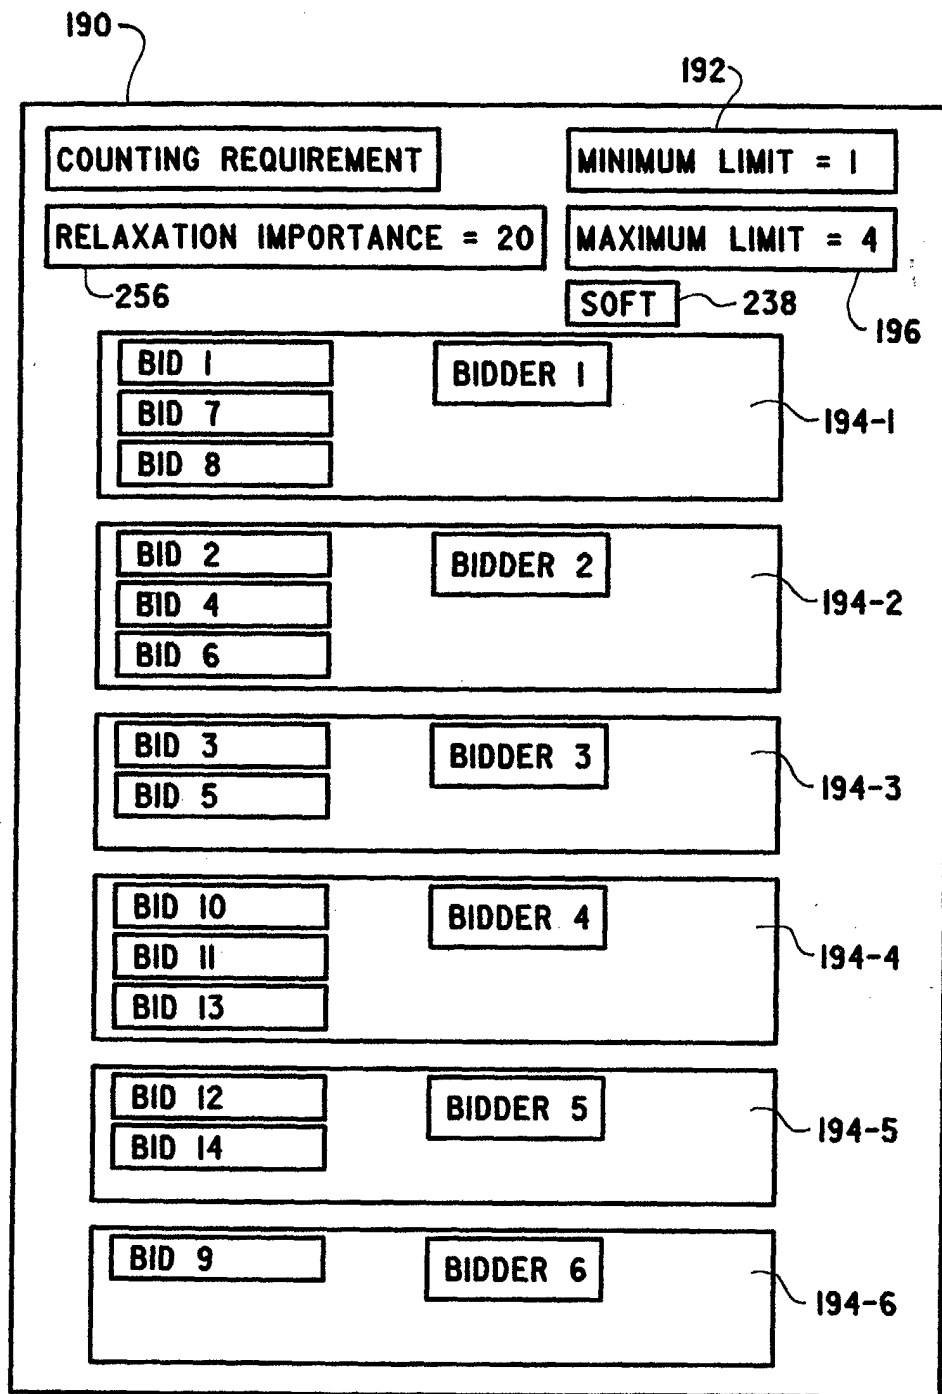 190
192
COUNTING REQUIREMENT
MINIMUM LIMIT = 1
RELAXATION IMPORTANCE = 20
MAXIMUM LIMIT = 4
256
SOFT
238
196
BID 1
BIDDER 1
BID 7
194-1
BID 8
BID 2
BIDDER 2
BID 4
194-2
BID 6
BID 3
BIDDER 3
BID 5
194-3
BID 10
BIDDER 4
BID 11
194-4
BID 13
BID 12
BIDDER 5
BID 14
194-5
BID 9
BIDDER 6
194-6